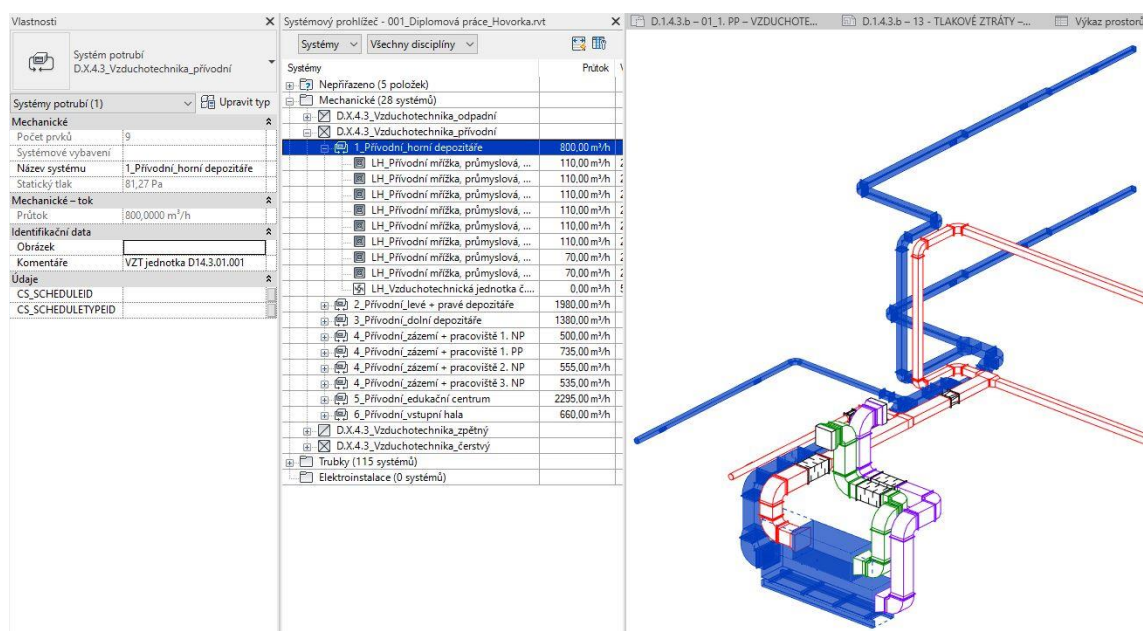 Vlastnosti
Systém potrubí
D.X.4.3_Vzduchotechnika_přívodní
Systémy potrubí (1)
Upravit typ
Mechanické
Počet prvků 9
Systémové vybavení
Název systému 1_Přívodní_horní depozitáře
Statický tlak 81,27 Pa
Mechanické – tok
Průtok 800,0000 m³/h
Identifikační data
Obrázek
Komentáře VZT jednotka D14.3.01.001
Údaje
CS_SCHEDULEID
CS_SCHEDULETYPEID
Systémový prohlížeč - 001_Diplomová práce_Hovorka.rvt
Systémy Všechny disciplíny
Systémy Průtok
Nepřiřazeno (5 položek)
Mechanické (28 systémů)
D.X.4.3_Vzduchotechnika_odpadní
D.X.4.3_Vzduchotechnika_přívodní
1_Přívodní_horní depozitáře 800,00 m³/h
LH_Přívodní mřížka, průmyslová, ... 110,00 m³/h
LH_Přívodní mřížka, průmyslová, ... 110,00 m³/h
LH_Přívodní mřížka, průmyslová, ... 110,00 m³/h
LH_Přívodní mřížka, průmyslová, ... 110,00 m³/h
LH_Přívodní mřížka, průmyslová, ... 110,00 m³/h
LH_Přívodní mřížka, průmyslová, ... 110,00 m³/h
LH_Přívodní mřížka, průmyslová, ... 70,00 m³/h
LH_Přívodní mřížka, průmyslová, ... 70,00 m³/h
LH_Vzduchotechnická jednotka č.... 0,00 m³/h
2_Přívodní_levé + pravé depozitáře 1980,00 m³/h
3_Přívodní_dolní depozitáře 1380,00 m³/h
4_Přívodní_zázemí + pracoviště 1. NP 500,00 m³/h
4_Přívodní_zázemí + pracoviště 1. PP 735,00 m³/h
4_Přívodní_zázemí + pracoviště 2. NP 555,00 m³/h
4_Přívodní_zázemí + pracoviště 3. NP 535,00 m³/h
5_Přívodní_edukační centrum 2295,00 m³/h
6_Přívodní_vstupní hala 660,00 m³/h
D.X.4.3_Vzduchotechnika_zpětný
D.X.4.3_Vzduchotechnika_čerstvý
Trubky (115 systémů)
Elektroinstalace (0 systémů)
D.1.4.3.b – 01_1. PP – VZDUCHOTE...
D.1.4.3.b – 13 - TLAKOVÉ ZTRÁTY –...
Výkaz prostorů